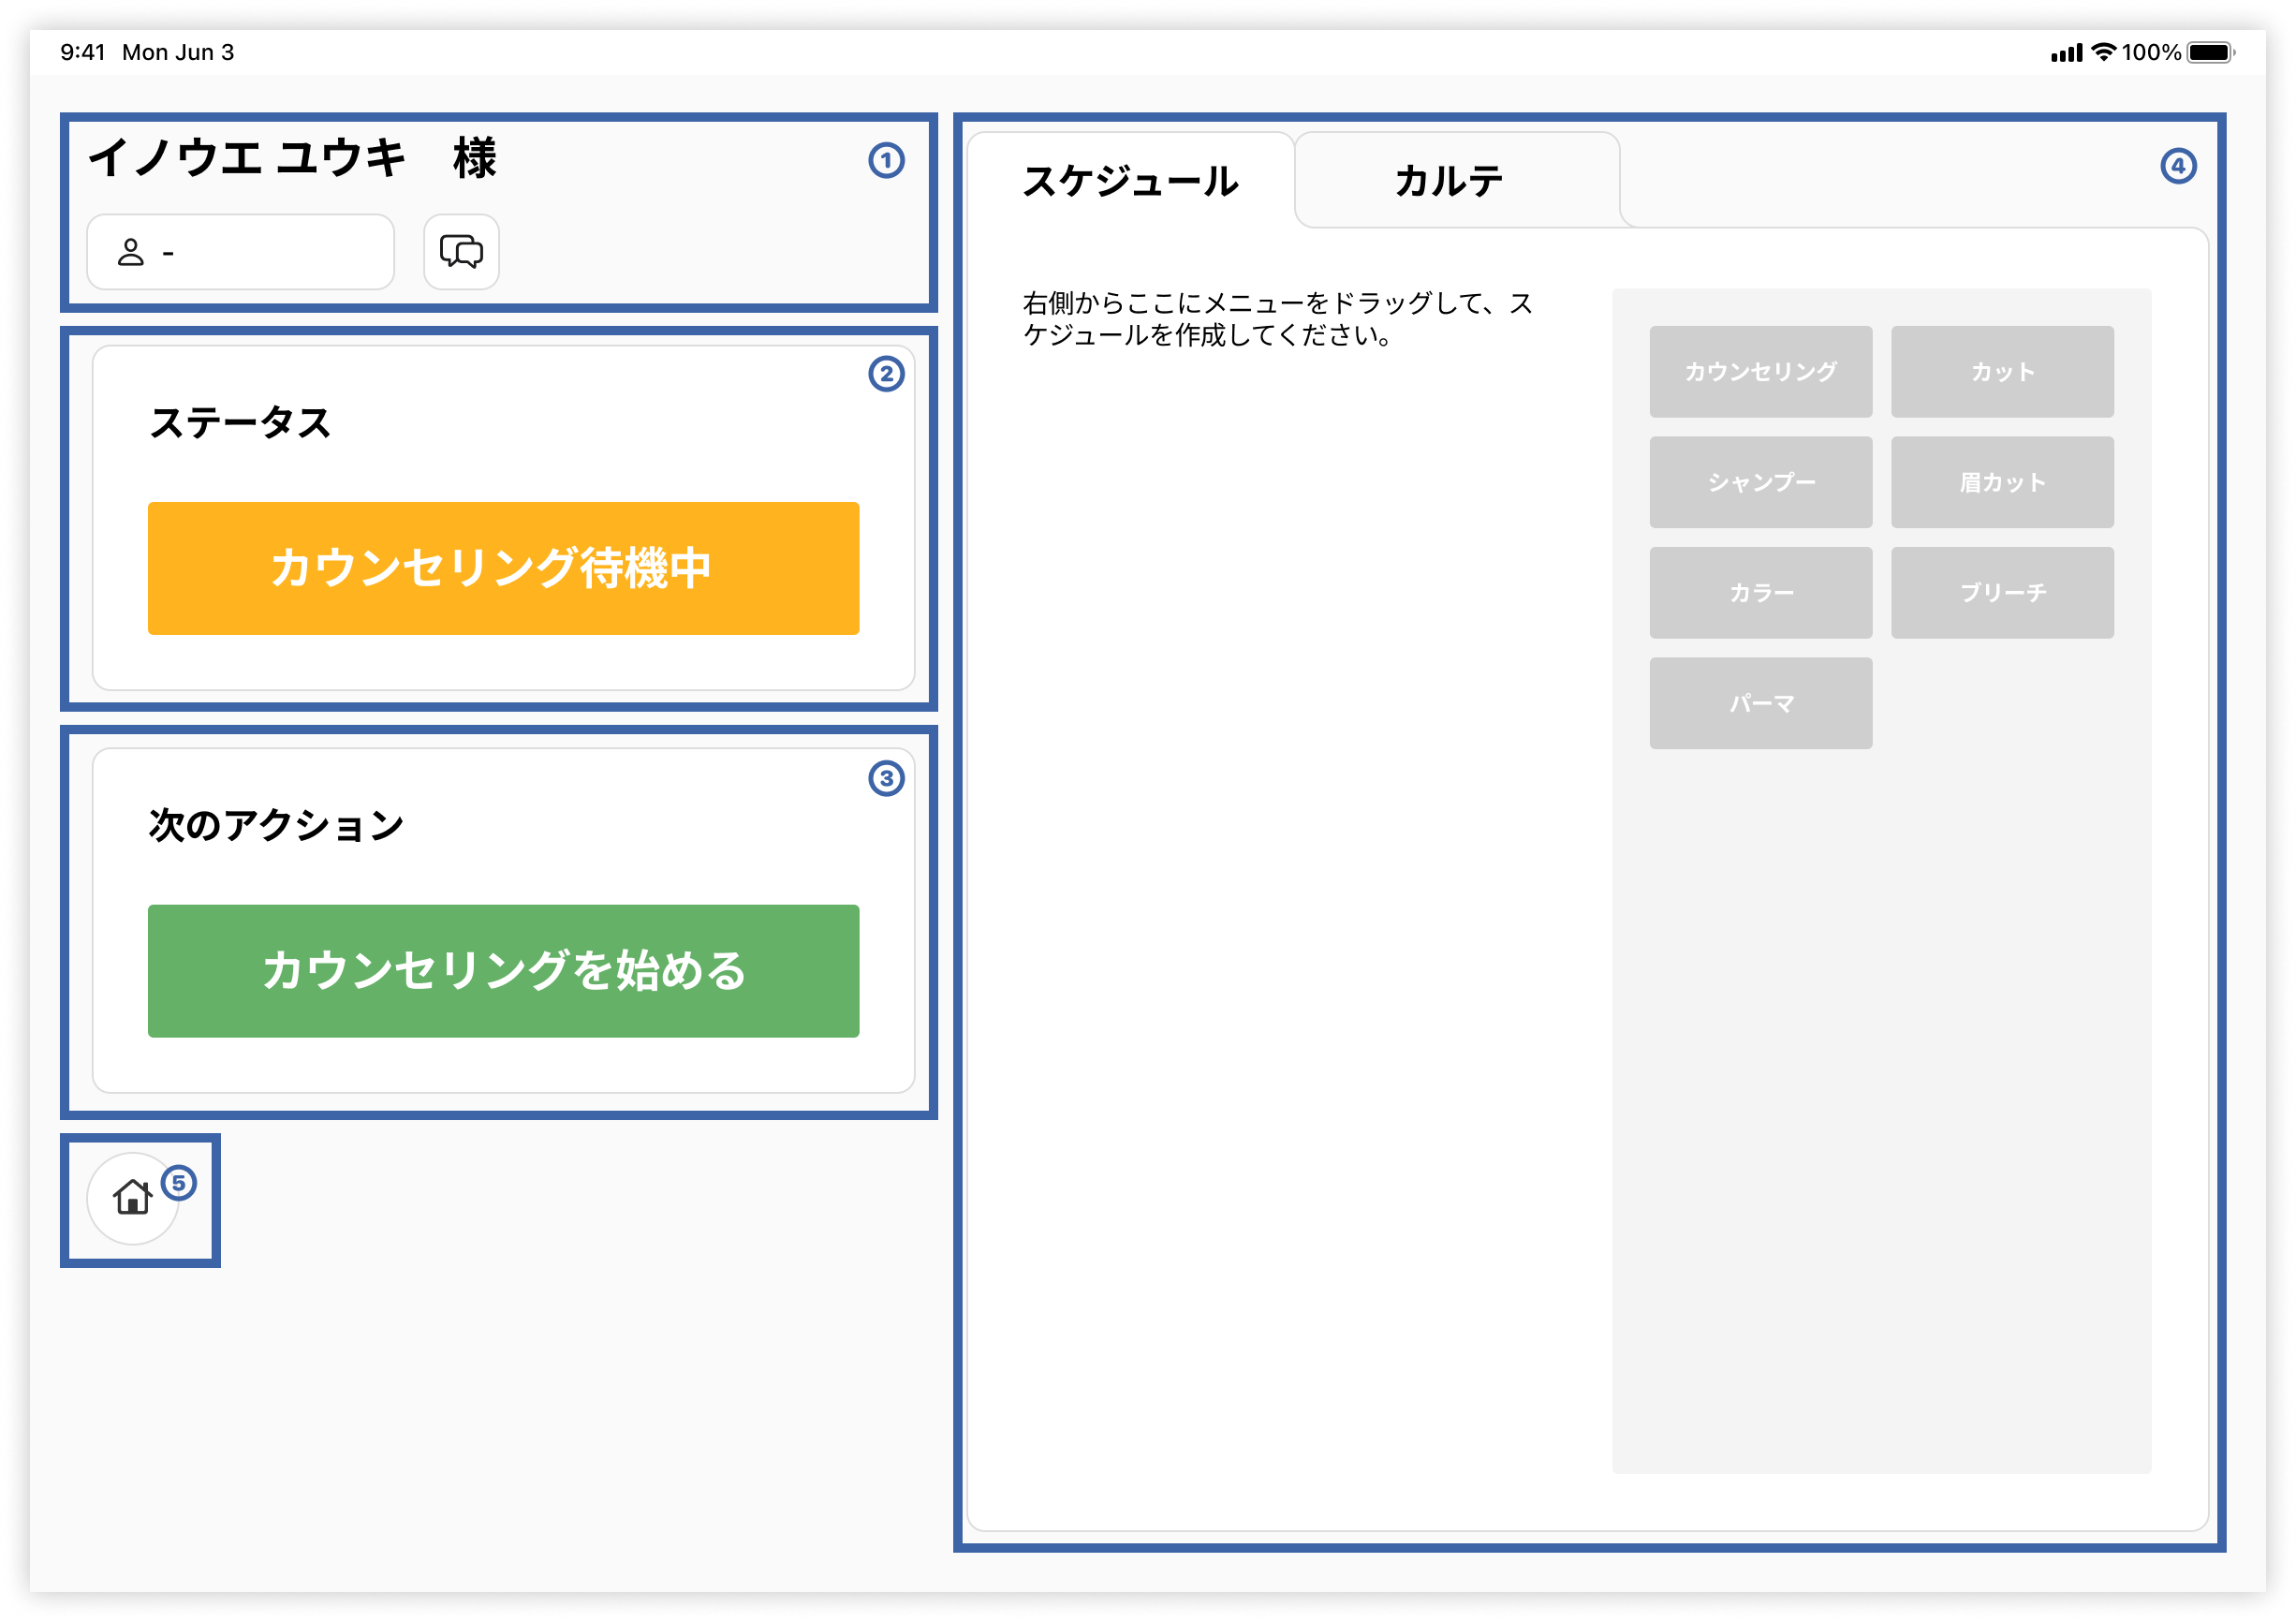 9:41 Mon Jun 3
100%
イノウエ ユウキ　様
①
-
②
ステータス
カウンセリング待機中
③
次のアクション
カウンセリングを始める
⑤
④
スケジュール
カルテ
右側からここにメニューをドラッグして、ス
ケジュールを作成してください。
カウンセリング
カット
シャンプー
眉カット
カラー
ブリーチ
パーマ